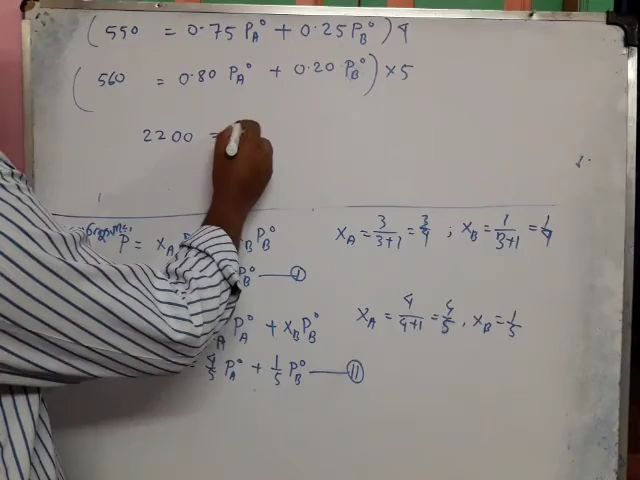 (550 = 0.75 P_A° + 0.25 P_B°) 4
(560 = 0.80 P_A° + 0.20 P_B°) × 5
2200 =
P = x_A P B P_B°
x_A = 3/(3+1) = 3/4 ; x_B = 1/(3+1) = 1/4
P_B° — Ⓘ
A P_A° + x_B P_B°
x_A = 4/(4+1) = 4/5 , x_B = 1/5
4/5 P_A° + 1/5 P_B° — Ⓘ Ⓘ